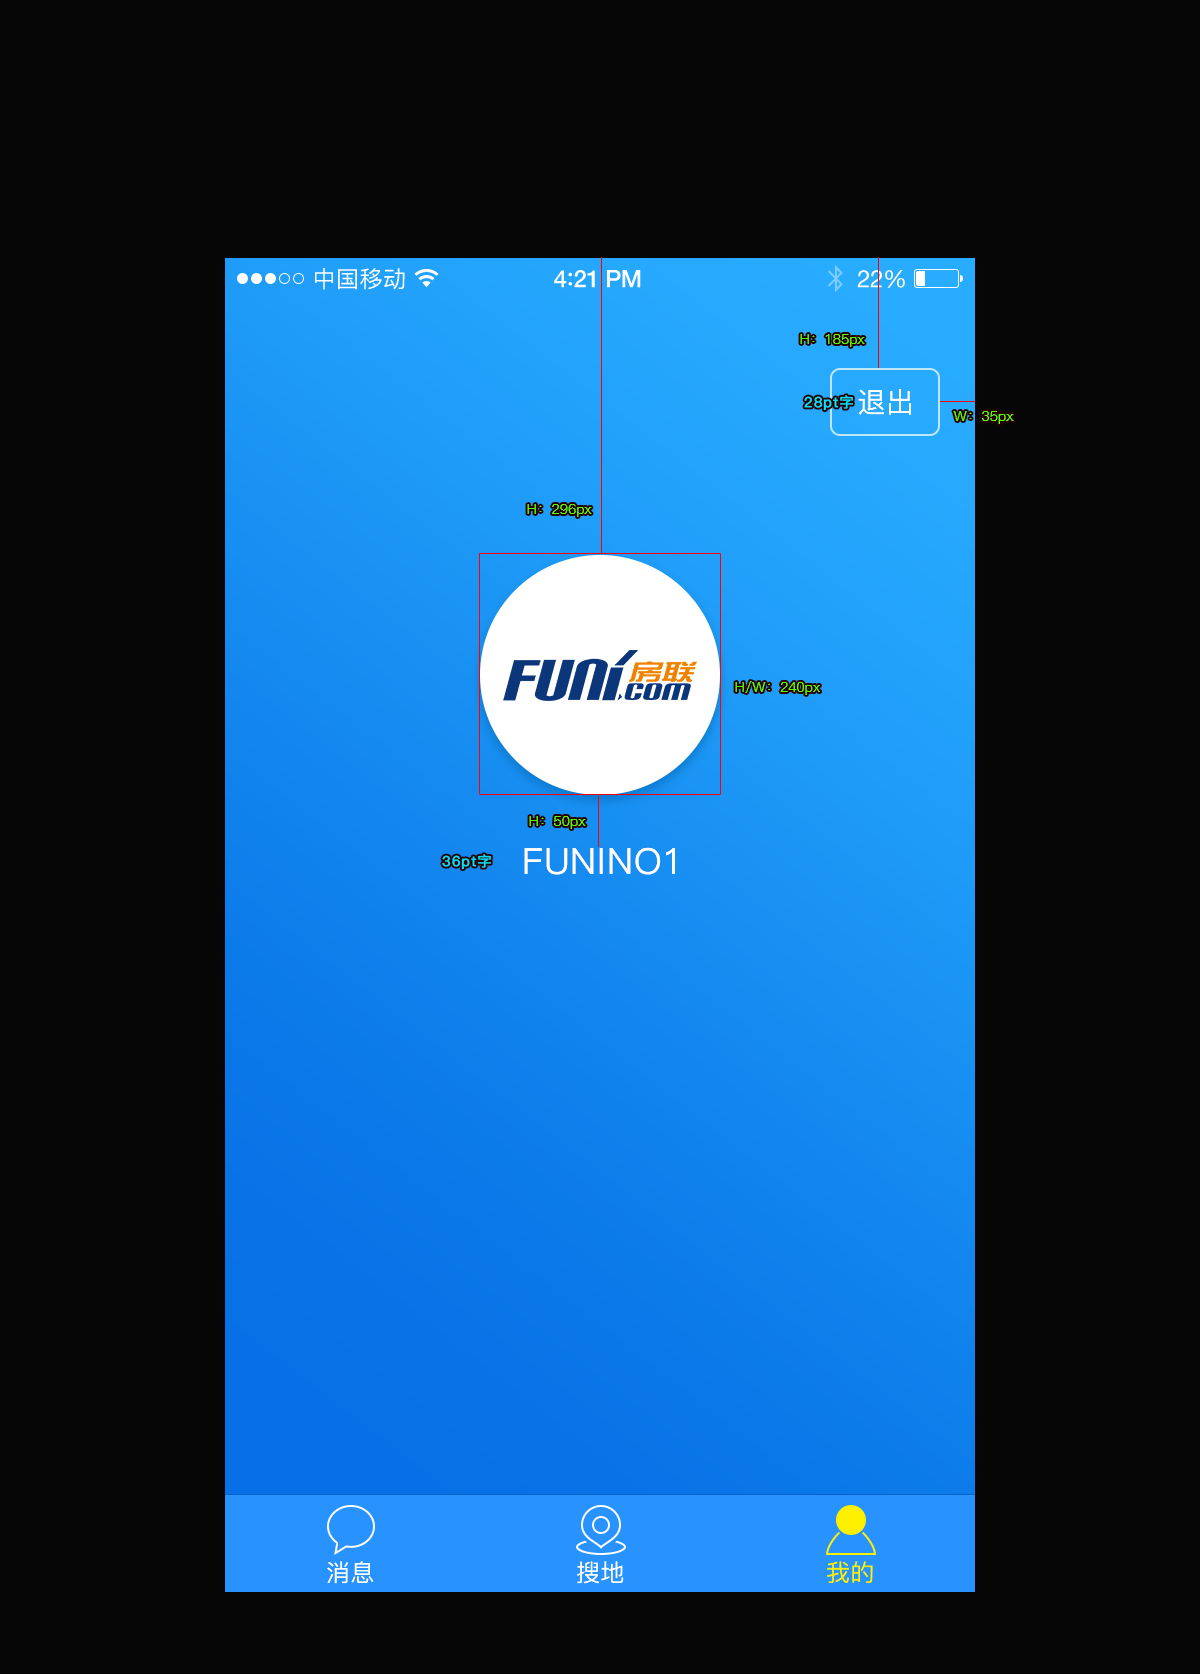 中国移动 4:21 PM 22%
H: 185px
28pt字 退出
W: 35px
H: 296px
FUNi.com 房联
H/W: 240px
H: 50px
36pt字 FUNINO1
消息 搜地 我的